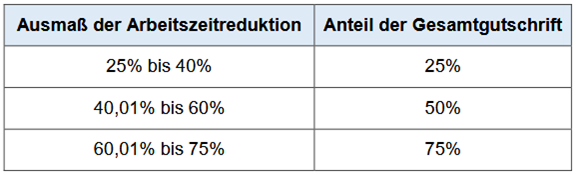 Ausmaß der Arbeitszeitreduktion Anteil der Gesamtgutschrift
25% bis 40% 25%
40,01% bis 60% 50%
60,01% bis 75% 75%